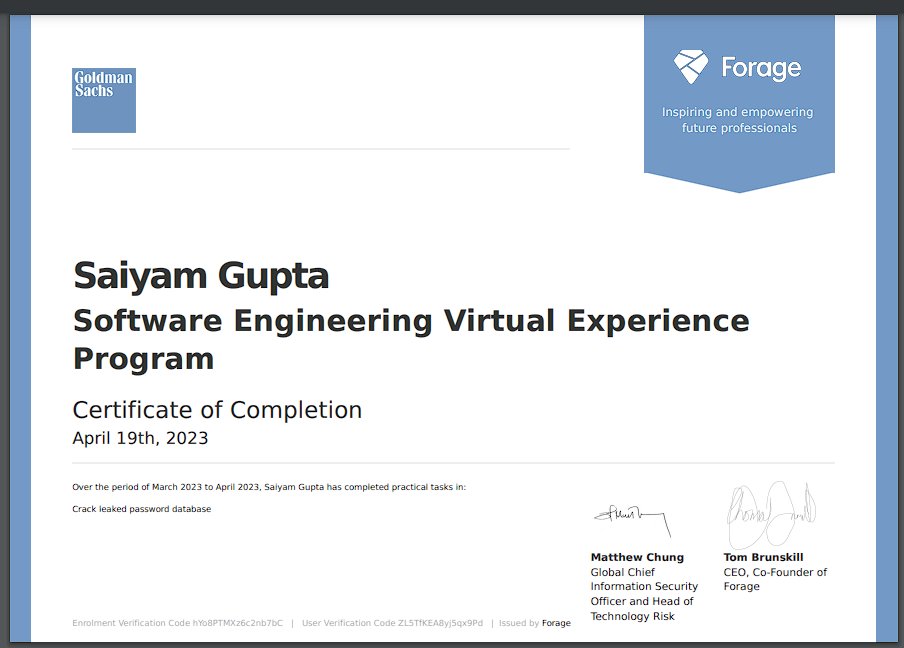 Goldman
Sachs
Forage
Inspiring and empowering
future professionals
Saiyam Gupta
Software Engineering Virtual Experience
Program
Certificate of Completion
April 19th, 2023
Over the period of March 2023 to April 2023, Saiyam Gupta has completed practical tasks in:
Crack leaked password database
Matthew Chung
Global Chief
Information Security
Officer and Head of
Technology Risk
Tom Brunskill
CEO, Co-Founder of
Forage
Enrolment Verification Code hYo8PTMXz6c2nb7bC | User Verification Code ZL5TfKEA8yj5qx9Pd | Issued by Forage